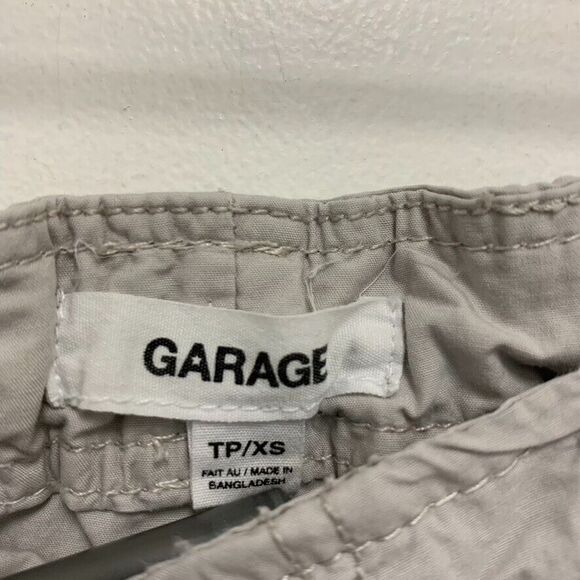 GARAGE
TP/XS
FAIT AU / MADE IN
BANGLADESH